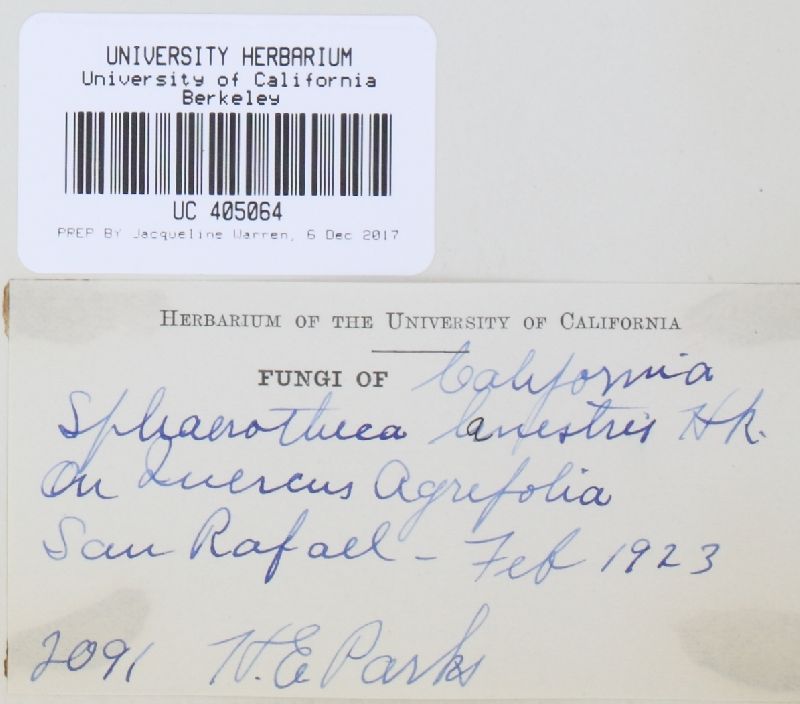 UNIVERSITY HERBARIUM
University of California
Berkeley
UC 405064
PREP BY Jacqueline Warren, 6 Dec 2017
HERBARIUM OF THE UNIVERSITY OF CALIFORNIA
FUNGI OF California
Sphaerotheca lanestris Hk.
On Quercus Agrifolia
San Rafael - Feb 1923
2091 H.E. Parks